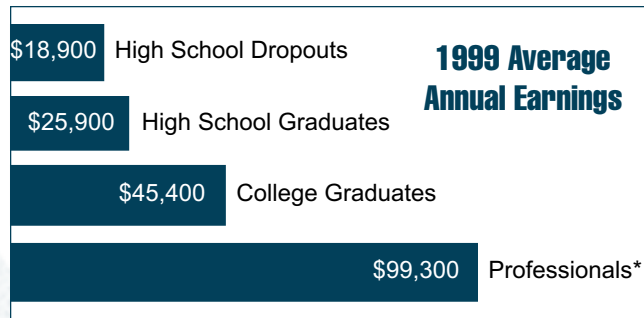 $18,900 High School Dropouts
1999 Average
Annual Earnings
$25,900 High School Graduates
$45,400 College Graduates
$99,300 Professionals*